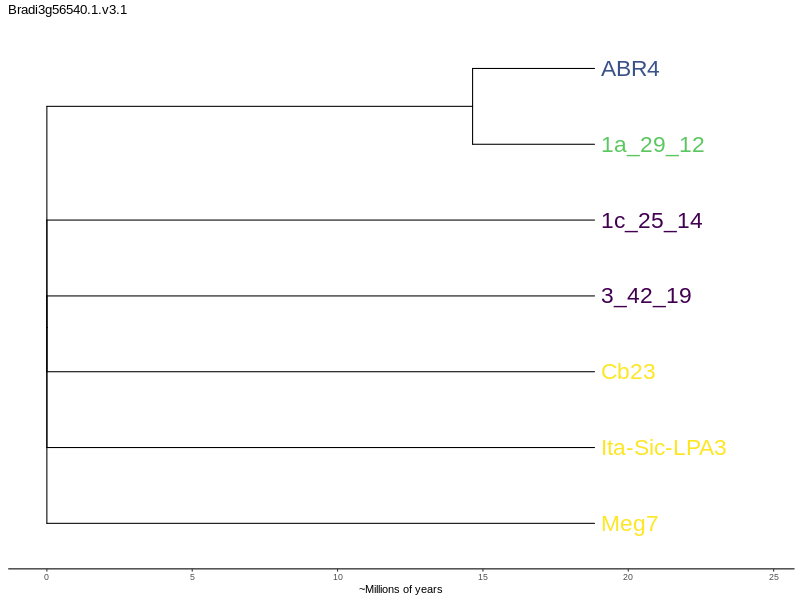 Bradi3g56540.1.v3.1
ABR4
1a_29_12
1c_25_14
3_42_19
Cb23
Ita-Sic-LPA3
Meg7
0 5 10 15 20 25
~Millions of years